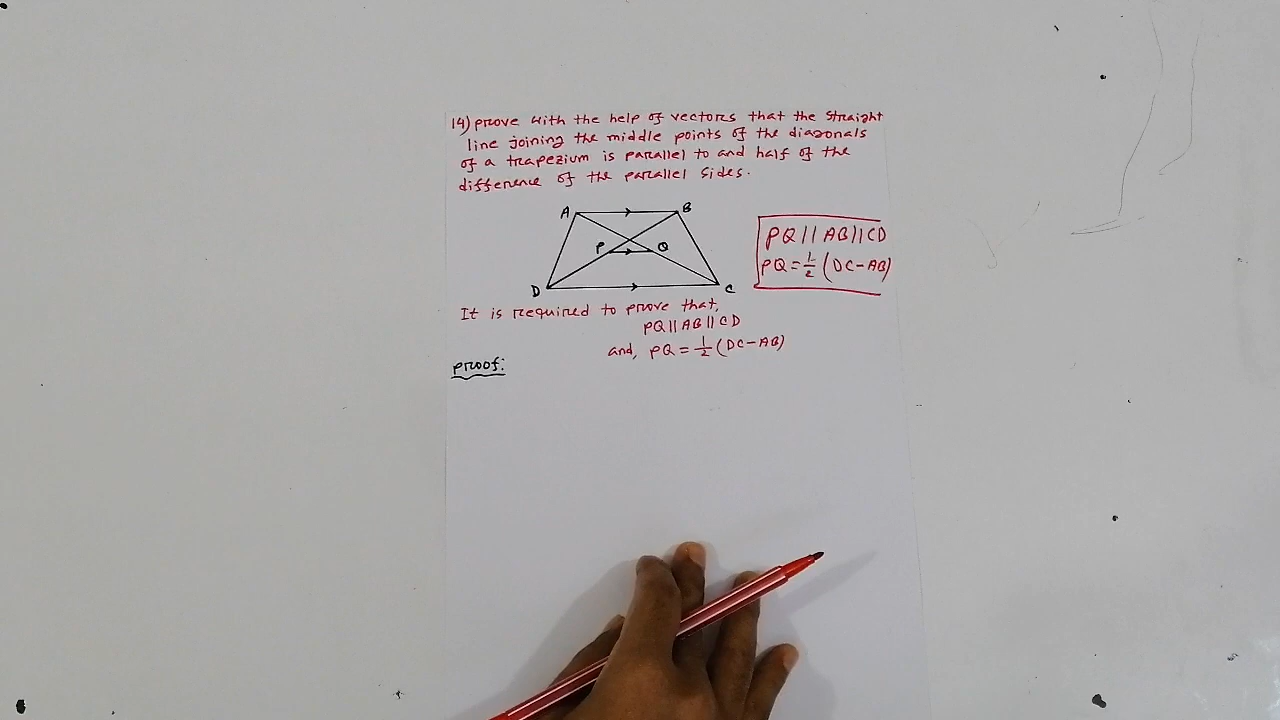 14) prove with the help of vectors that the straight
line joining the middle points of the diagonals
of a trapezium is parallel to and half of the
difference of the parallel sides.
A B
P Q
D C
PQ || AB || CD
PQ = 1/2 (DC - AB)
It is required to prove that,
PQ || AB || CD
and, PQ = 1/2 (DC - AB)
proof: